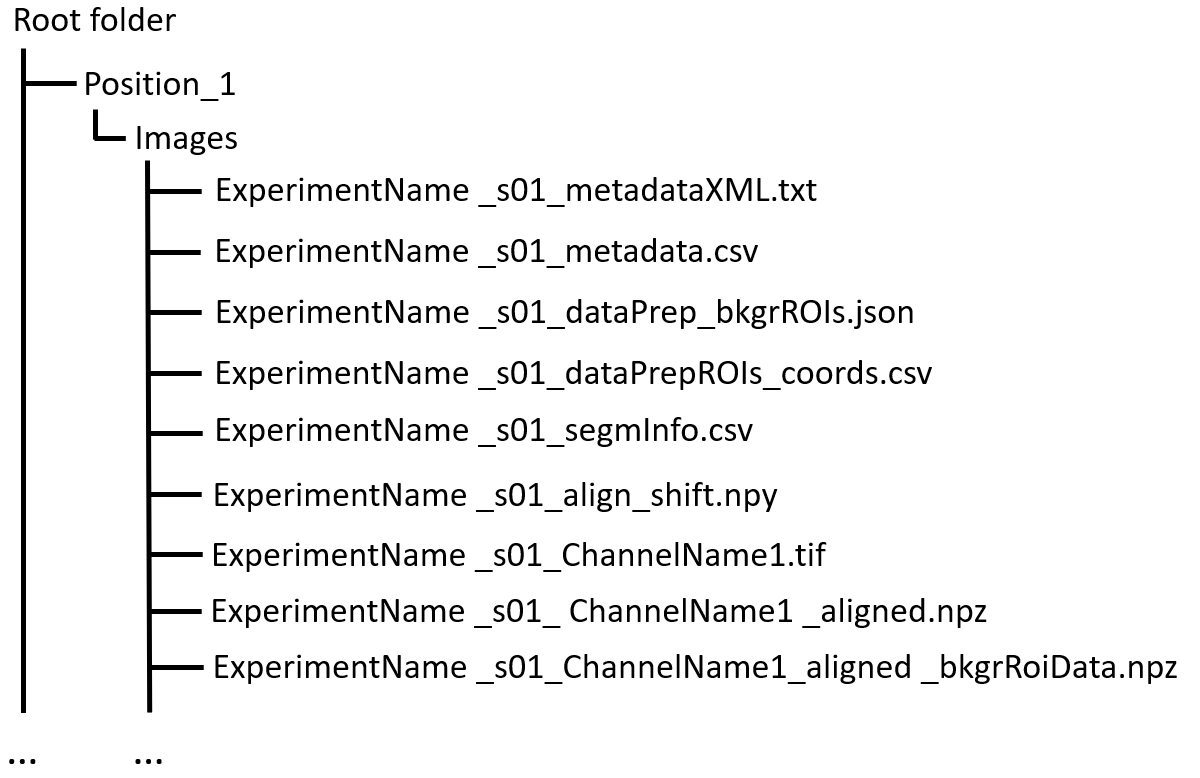 Root folder
Position_1
Images
ExperimentName _s01_metadataXML.txt
ExperimentName _s01_metadata.csv
ExperimentName _s01_dataPrep_bkgrROIs.json
ExperimentName _s01_dataPrepROIs_coords.csv
ExperimentName _s01_segmInfo.csv
ExperimentName _s01_align_shift.npy
ExperimentName _s01_ChannelName1.tif
ExperimentName _s01_ ChannelName1 _aligned.npz
ExperimentName _s01_ChannelName1_aligned _bkgrRoiData.npz
... ...